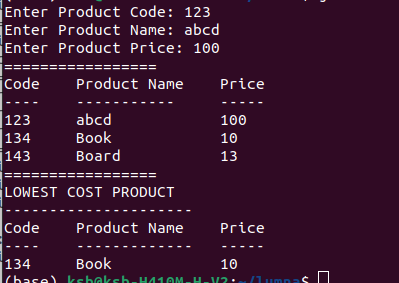 Enter Product Code: 123
Enter Product Name: abcd
Enter Product Price: 100
=================
Code    Product Name    Price
----    -----------     -----
123     abcd            100
134     Book            10
143     Board           13
=================
LOWEST COST PRODUCT
---------------------
Code    Product Name    Price
----    ------------    -----
134     Book            10
(base) ksb@ksb-H410M-H-V2:~/lumna$